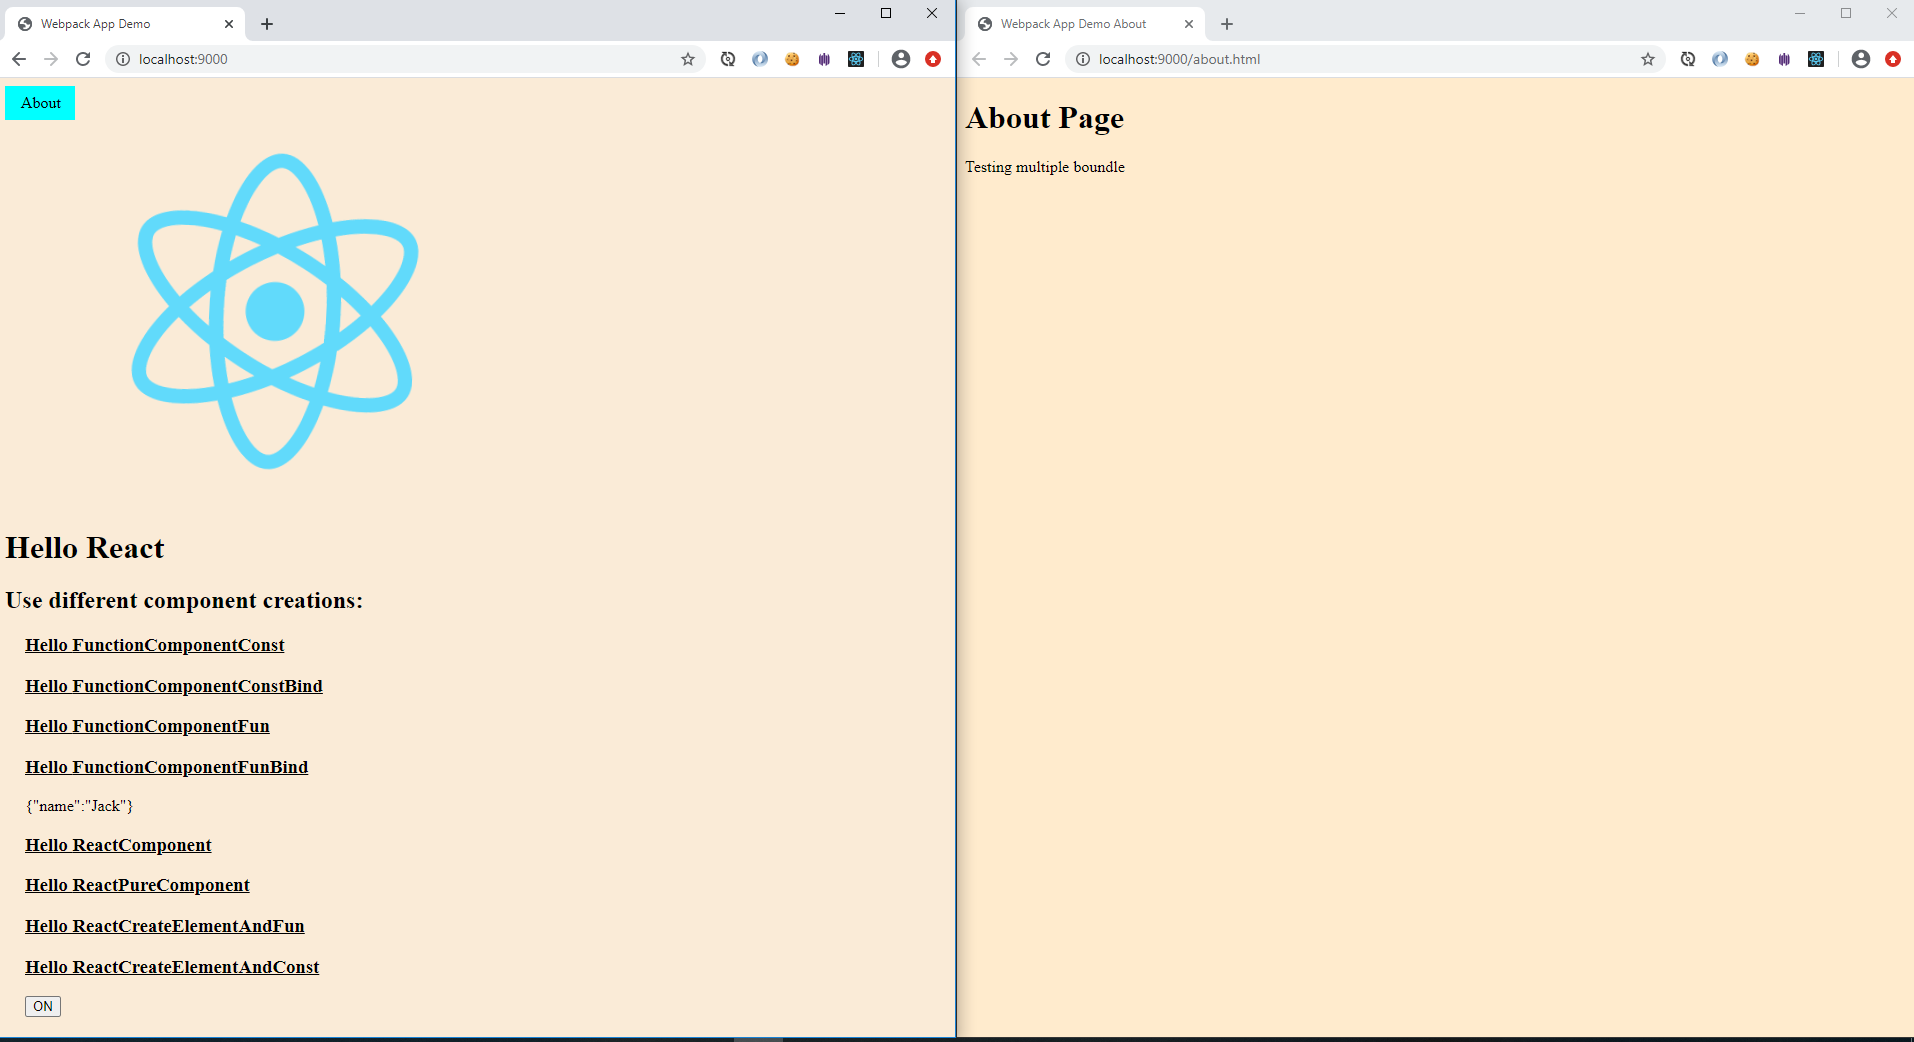 Webpack App Demo
localhost:9000
About
Hello React
Use different component creations:
Hello FunctionComponentConst
Hello FunctionComponentConstBind
Hello FunctionComponentFun
Hello FunctionComponentFunBind
{"name":"Jack"}
Hello ReactComponent
Hello ReactPureComponent
Hello ReactCreateElementAndFun
Hello ReactCreateElementAndConst
ON
Webpack App Demo About
localhost:9000/about.html
About Page
Testing multiple boundle